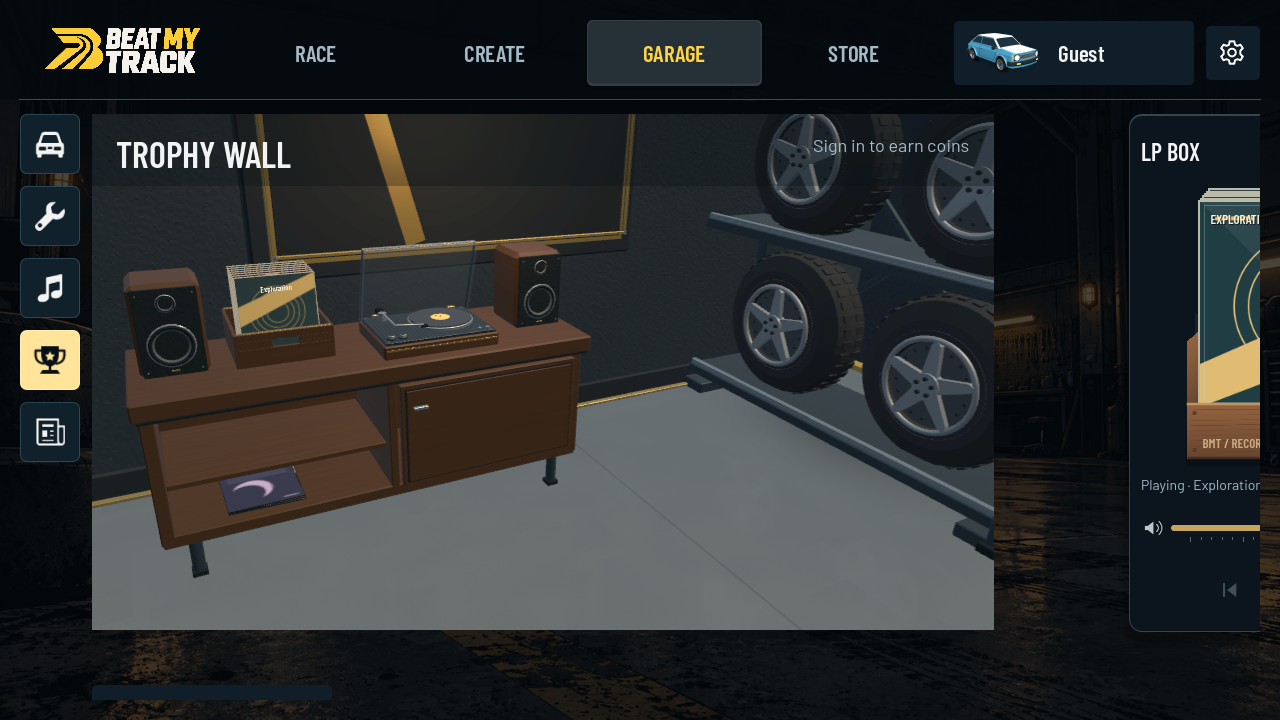 BEAT MY
TRACK
RACE
CREATE
GARAGE
STORE
Guest
TROPHY WALL
Sign in to earn coins
LP BOX
Exploration
EXPLORATI
BMT / RECOR
Playing · Exploration